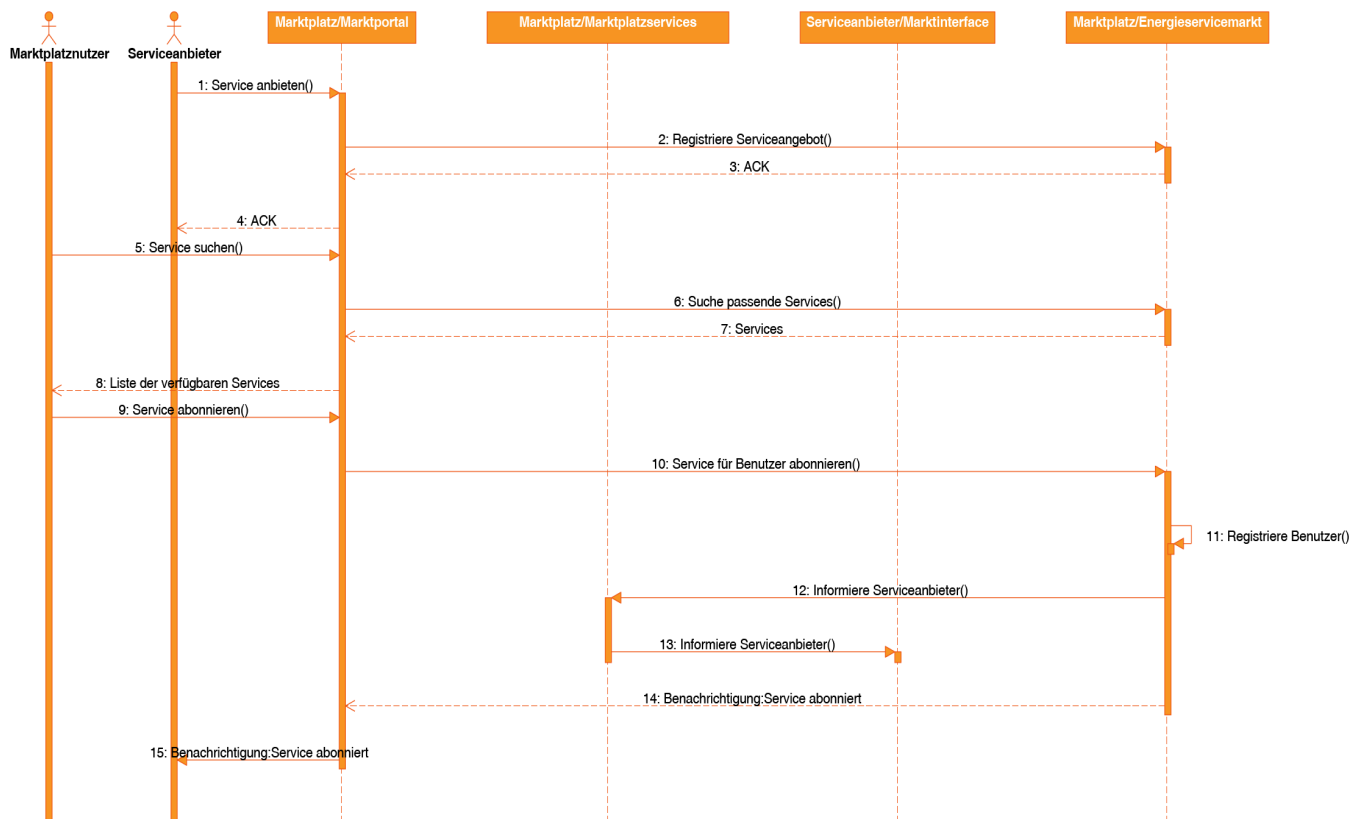 Marktplatznutzer
Serviceanbieter
Marktplatz/Marktportal
Marktplatz/Marktplatzservices
Serviceanbieter/Marktinterface
Marktplatz/Energieservicemarkt
1: Service anbieten()
2: Registriere Serviceangebot()
3: ACK
4: ACK
5: Service suchen()
6: Suche passende Services()
7: Services
8: Liste der verfügbaren Services
9: Service abonnieren()
10: Service für Benutzer abonnieren()
11: Registriere Benutzer()
12: Informiere Serviceanbieter()
13: Informiere Serviceanbieter()
14: Benachrichtigung:Service abonniert
15: Benachrichtigung:Service abonniert